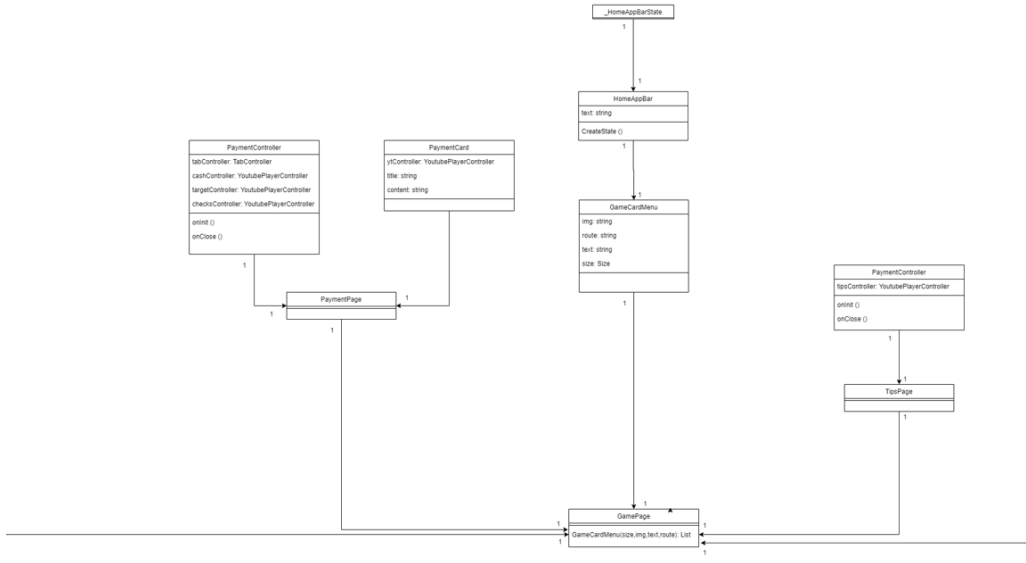 _HomeAppBarState
1
1
HomeAppBar
text: string
CreateState ()
1
1
PaymentController
tabController: TabController
cashController: YoutubePlayerController
targetController: YoutubePlayerController
checksController: YoutubePlayerController
onInit ()
onClose ()
1
PaymentCard
ytController: YoutubePlayerController
title: string
content: string
1
GameCardMenu
img: string
route: string
text: string
size: Size
1
PaymentController
tipsController: YoutubePlayerController
onInit ()
onClose ()
1
1
PaymentPage
1
1
1
TipsPage
1
1
GamePage
GameCardMenu(size,img,text,route): List
1
1
1
1